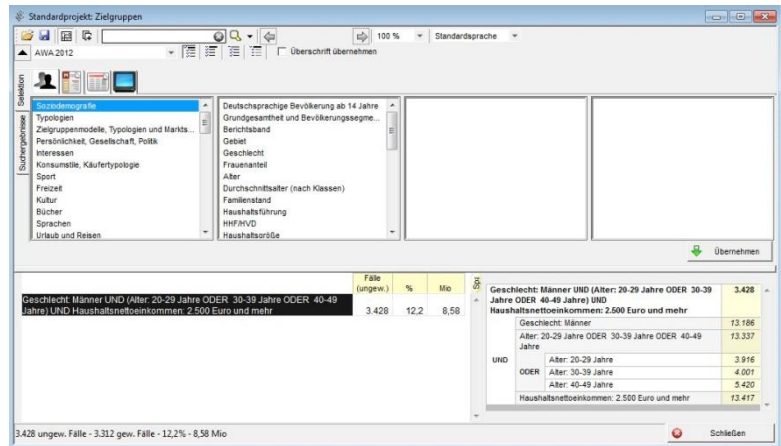 Standardprojekt: Zielgruppen
100 %
Standardsprache
AWA 2012
Überschrift übernehmen
Selektion
Suchergebnisse
Soziodemografie
Typologien
Zielgruppenmodelle, Typologien und Markts...
Persönlichkeit, Gesellschaft, Politik
Interessen
Konsumstile, Käufertypologie
Sport
Freizeit
Kultur
Bücher
Sprachen
Urlaub und Reisen
Deutschsprachige Bevölkerung ab 14 Jahre
Grundgesamtheit und Bevölkerungssegme...
Berichtsband
Gebiet
Geschlecht
Frauenanteil
Alter
Durchschnittsalter (nach Klassen)
Familienstand
Haushaltsführung
HHF/HVD
Haushaltsgröße
Übernehmen
Fälle
(ungew.) % Mio
Geschlecht: Männer UND (Alter: 20-29 Jahre ODER 30-39 Jahre ODER 40-49
Jahre) UND Haushaltsnettoeinkommen: 2.500 Euro und mehr 3.428 12,2 8,58
Spa
Geschlecht: Männer UND (Alter: 20-29 Jahre ODER 30-39 3.428
Jahre ODER 40-49 Jahre) UND
Haushaltsnettoeinkommen: 2.500 Euro und mehr
Geschlecht: Männer 13.186
Alter: 20-29 Jahre ODER 30-39 Jahre ODER 40-49 13.337
Jahre
UND
ODER
Alter: 20-29 Jahre 3.916
Alter: 30-39 Jahre 4.001
Alter: 40-49 Jahre 5.420
Haushaltsnettoeinkommen: 2.500 Euro und mehr 13.417
3.428 ungew. Fälle - 3.312 gew. Fälle - 12,2% - 8,58 Mio
Schließen